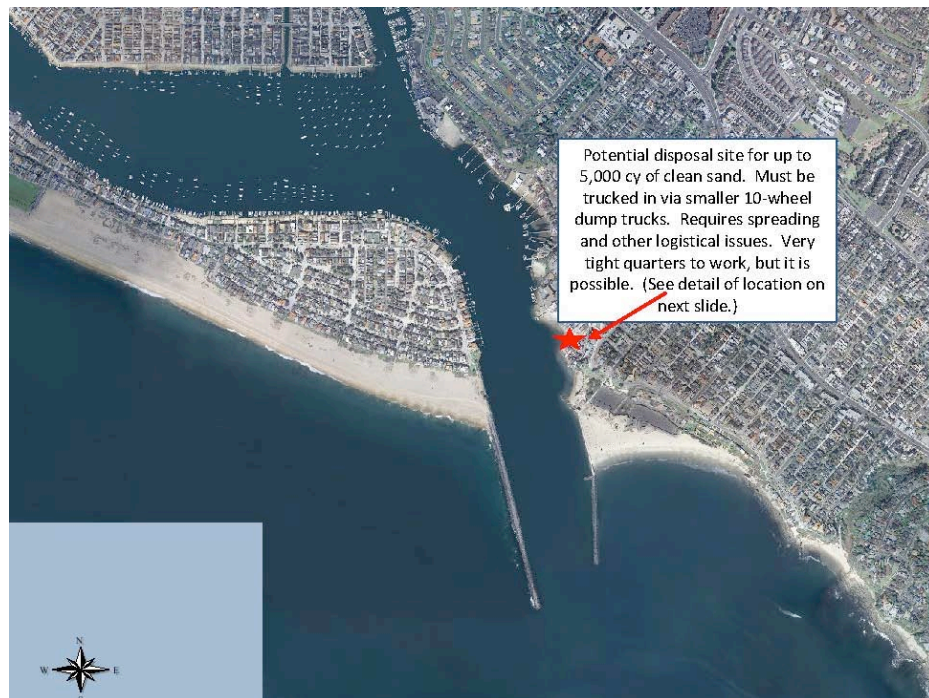 Potential disposal site for up to
5,000 cy of clean sand.  Must be
trucked in via smaller 10-wheel
dump trucks.  Requires spreading
and other logistical issues.  Very
tight quarters to work, but it is
possible.  (See detail of location on
next slide.)
N
W E